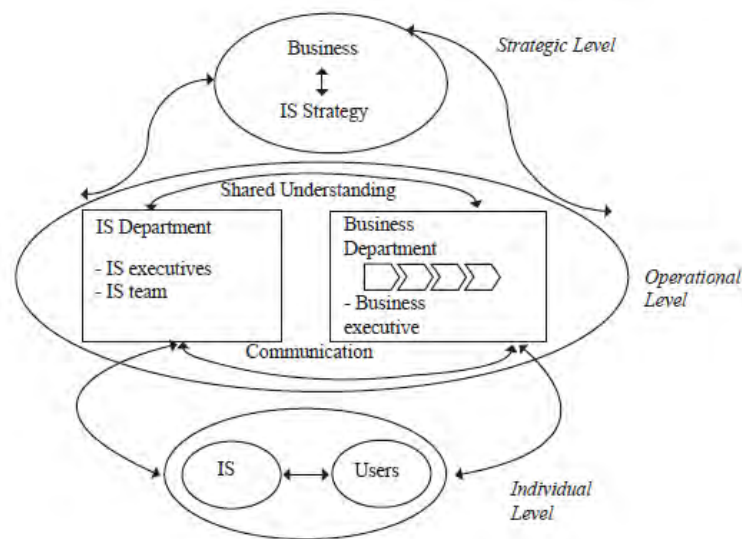 Business
Strategic Level
IS Strategy
Shared Understanding
IS Department
- IS executives
- IS team
Business
Department
- Business
executive
Operational
Level
Communication
IS
Users
Individual
Level